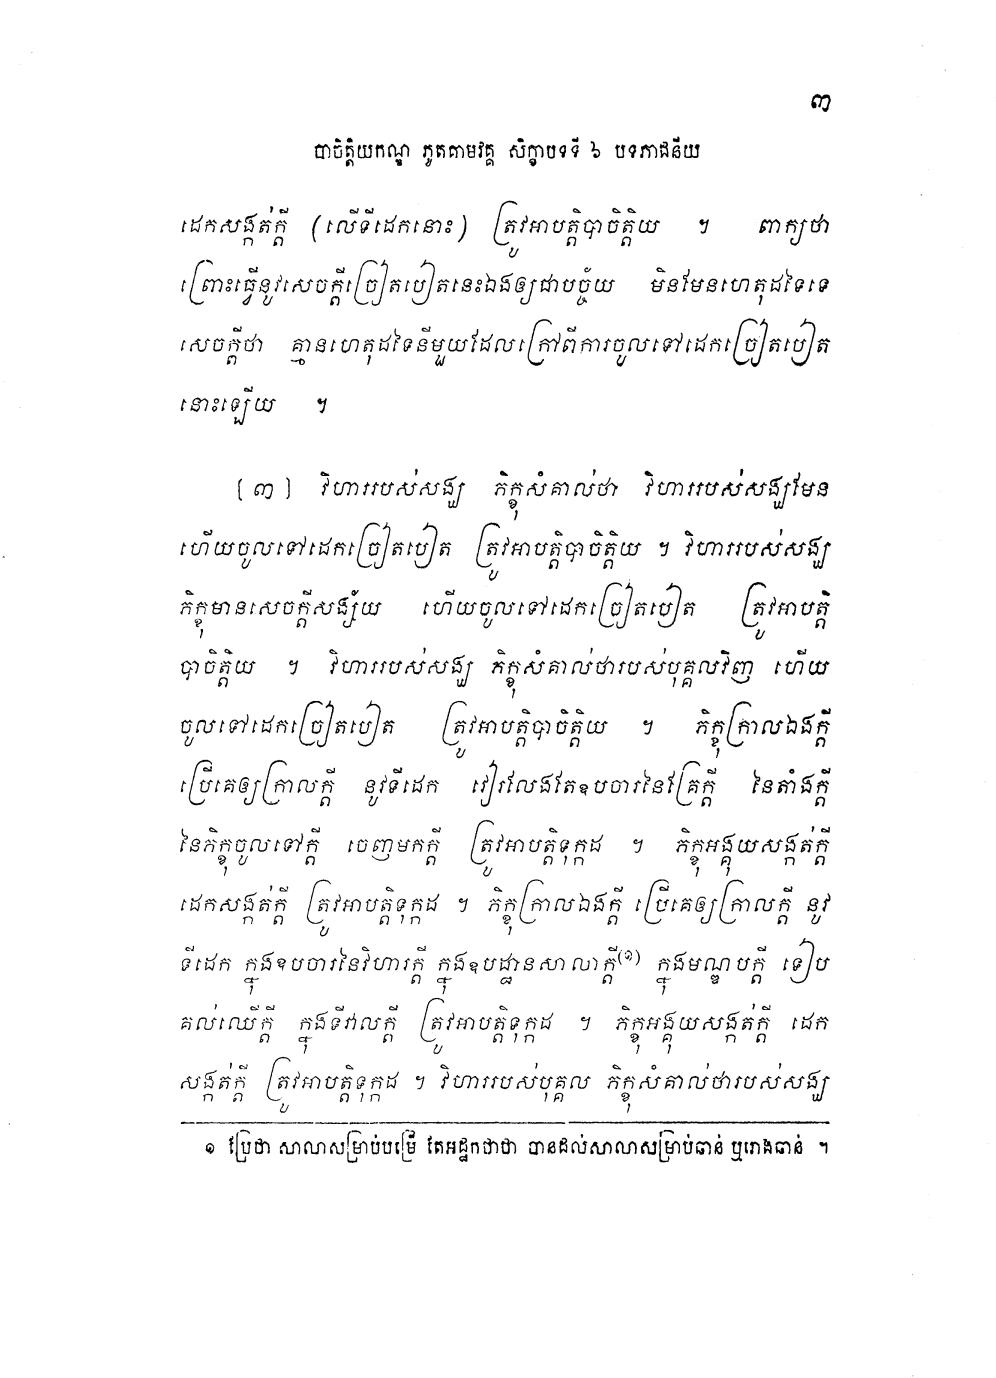 ៣
បាចិត្តិយកណ្ឌ ភូតគាមវគ្គ សិក្ខាបទទី ៦ បទភាជនីយ
ដេកសង្កត់ក្តី (លើទីដេកនោះ) ត្រូវអាបត្តិបាចិត្តិយ ។ ពាក្យថា
ព្រោះធ្វើនូវសេចក្តីច្រៀតបៀតនេះឯងឲ្យជាបច្ច័យ មិនមែនហេតុដទៃទេ
សេចក្តីថា គ្មានហេតុដទៃនីមួយដែលក្រៅពីការចូលទៅដេកច្រៀតបៀត
នោះឡើយ ។
[៣] វិហាររបស់សង្ឃ ភិក្ខុសំគាល់ថា វិហាររបស់សង្ឃមែន
ហើយចូលទៅដេកច្រៀតបៀត ត្រូវអាបត្តិបាចិត្តិយ ។ វិហាររបស់សង្ឃ
ភិក្ខុមានសេចក្តីសង្ស័យ ហើយចូលទៅដេកច្រៀតបៀត ត្រូវអាបត្តិ
បាចិត្តិយ ។ វិហាររបស់សង្ឃ ភិក្ខុសំគាល់ថារបស់បុគ្គលវិញ ហើយ
ចូលទៅដេកច្រៀតបៀត ត្រូវអាបត្តិបាចិត្តិយ ។ ភិក្ខុក្រាលឯងក្តី
ប្រើគេឲ្យក្រាលក្តី នូវទីដេក វៀរលែងតែឧបចារនៃគ្រែក្តី នៃតាំងក្តី
នៃភិក្ខុចូលទៅក្តី ចេញមកក្តី ត្រូវអាបត្តិទុក្កដ ។ ភិក្ខុអង្គុយសង្កត់ក្តី
ដេកសង្កត់ក្តី ត្រូវអាបត្តិទុក្កដ ។ ភិក្ខុក្រាលឯងក្តី ប្រើគេឲ្យក្រាលក្តី នូវ
ទីដេក ក្នុងឧបចារនៃវិហារក្តី ក្នុងឧបដ្ឋានសាលាក្តី(១) ក្នុងមណ្ឌបក្តី ទៀប
គល់ឈើក្តី ក្នុងទីវាលក្តី ត្រូវអាបត្តិទុក្កដ ។ ភិក្ខុអង្គុយសង្កត់ក្តី ដេក
សង្កត់ក្តី ត្រូវអាបត្តិទុក្កដ ។ វិហាររបស់បុគ្គល ភិក្ខុសំគាល់ថារបស់សង្ឃ
១ ប្រែថា សាលាសម្រាប់បម្រើ តែអដ្ឋកថាថា បានដល់សាលាសម្រាប់ឆាន់ ឬរោងឆាន់ ។